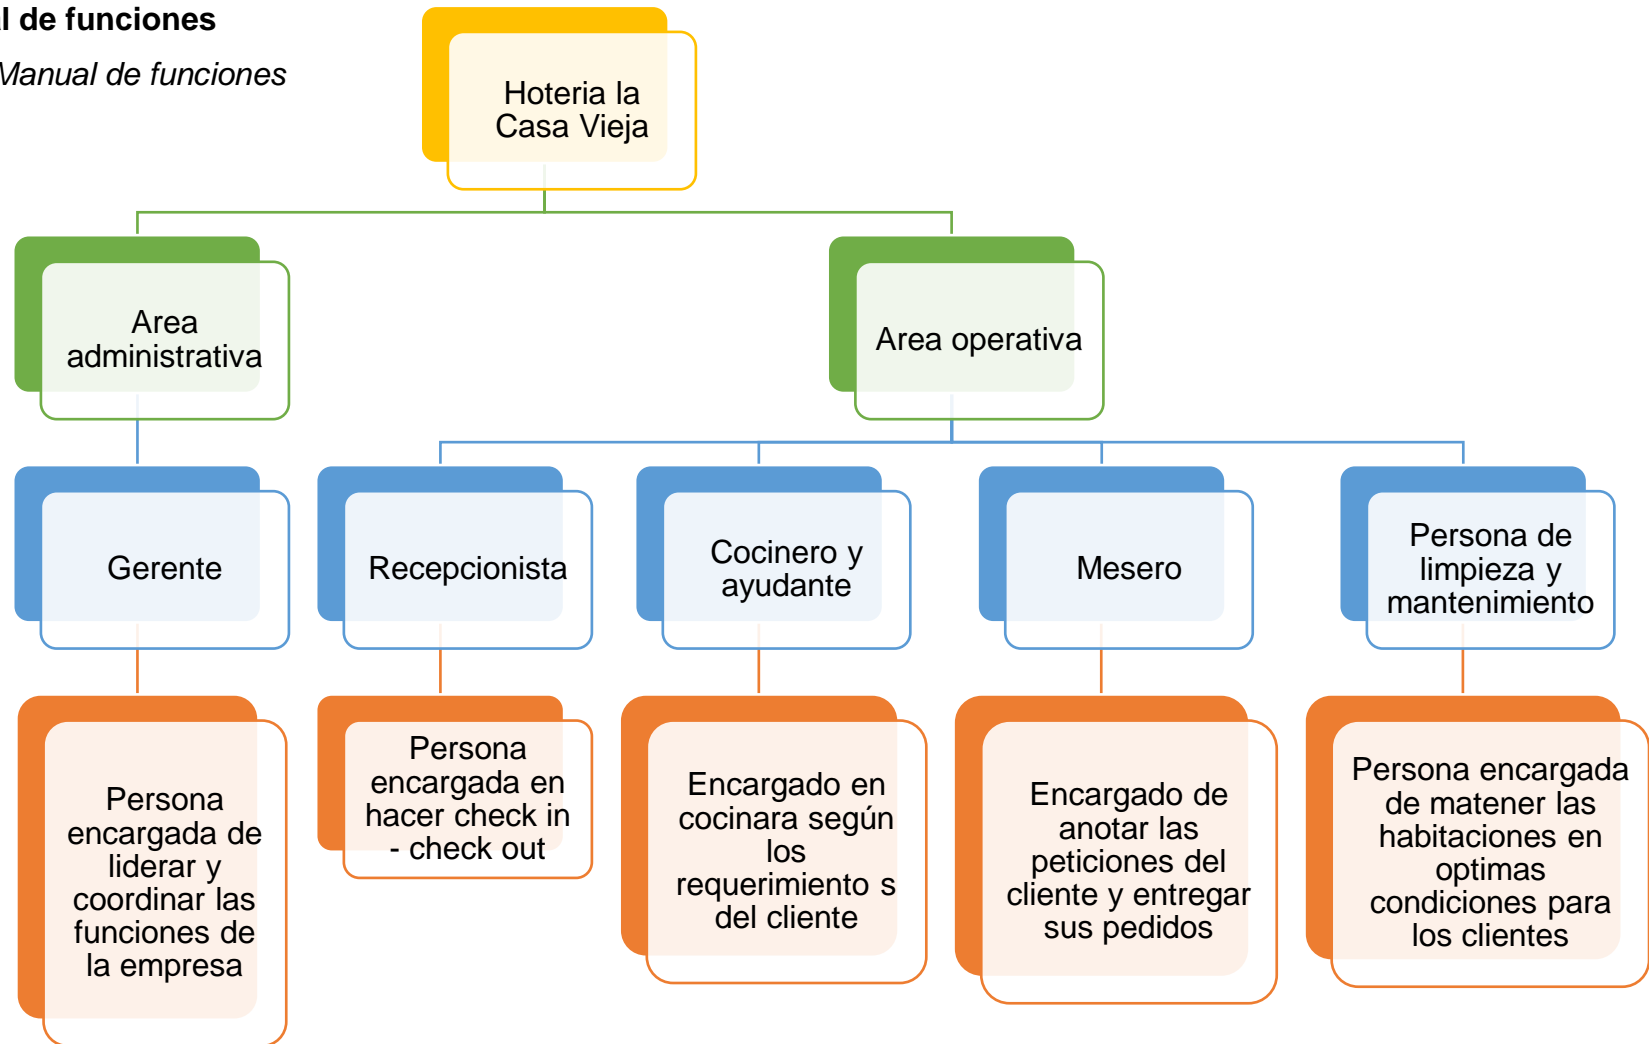 al de funciones
Manual de funciones
Hoteria la
Casa Vieja
Area
administrativa
Area operativa
Gerente
Recepcionista
Cocinero y
ayudante
Mesero
Persona de
limpieza y
mantenimiento
Persona
encargada de
liderar y
coordinar las
funciones de
la empresa
Persona
encargada en
hacer check in
- check out
Encargado en
cocinara según
los
requerimiento s
del cliente
Encargado de
anotar las
peticiones del
cliente y entregar
sus pedidos
Persona encargada
de matener las
habitaciones en
optimas
condiciones para
los clientes